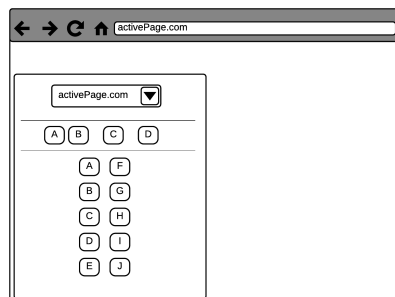 activePage.com
activePage.com
A B C D
A F
B G
C H
D I
E J